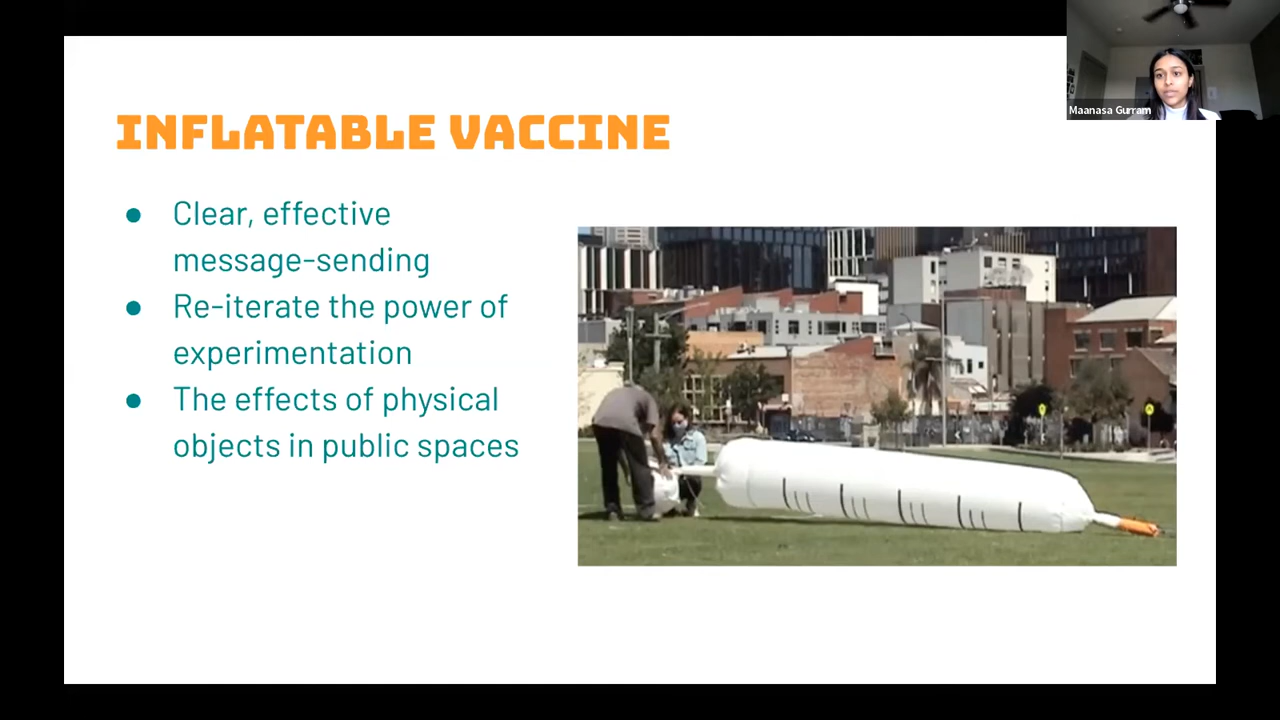 INFLATABLE VACCINE
● Clear, effective
message-sending
● Re-iterate the power of
experimentation
● The effects of physical
objects in public spaces
Maanasa Gurram